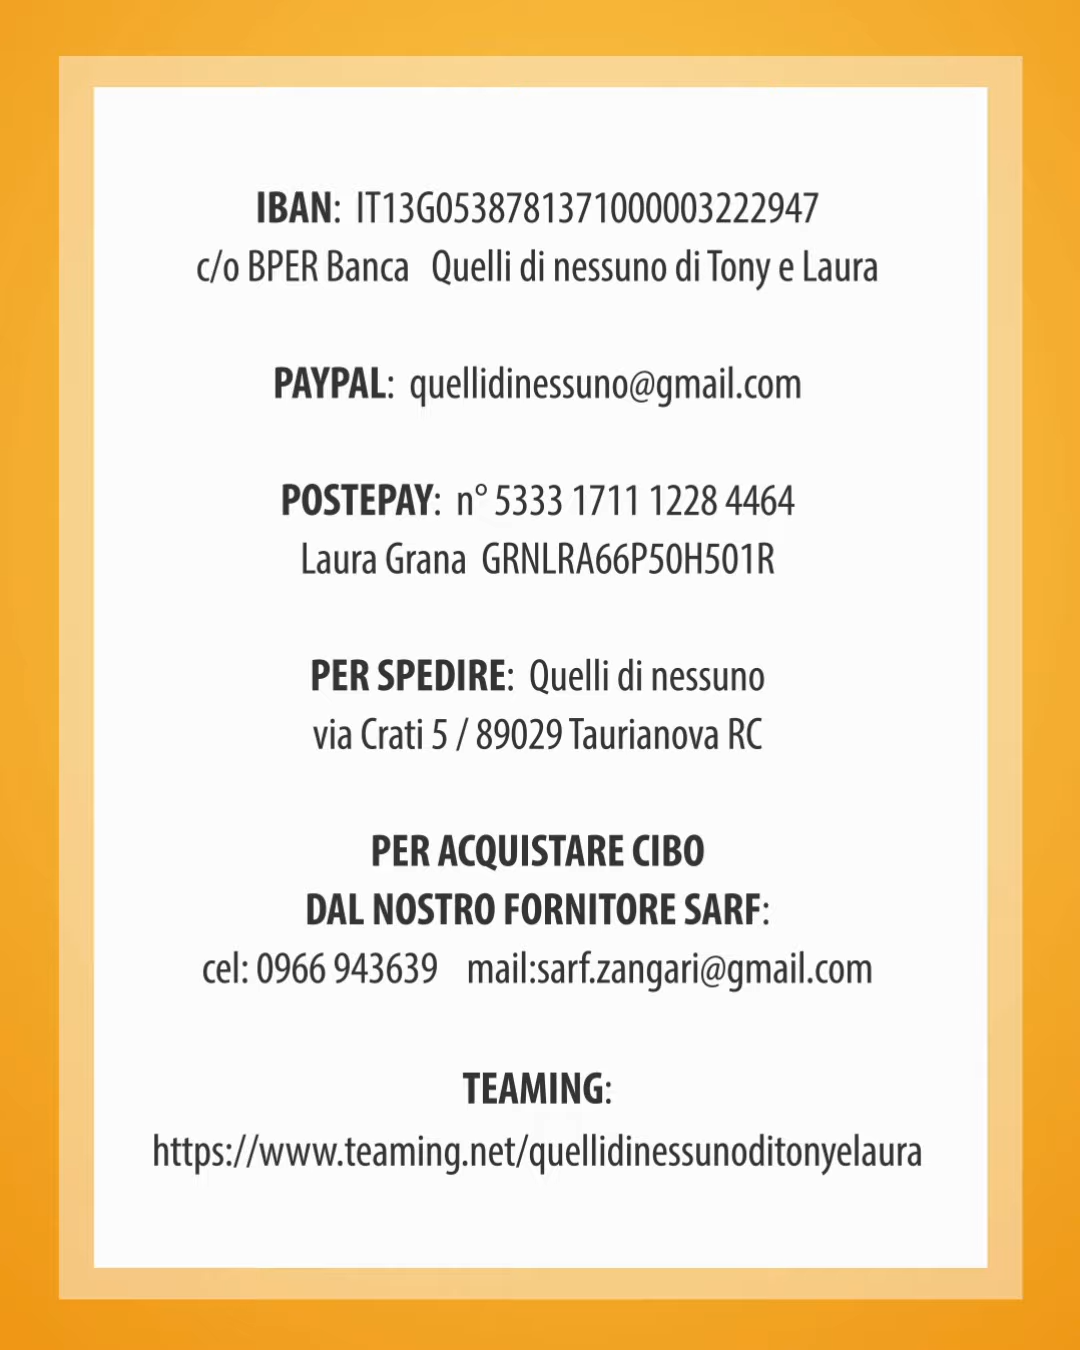 IBAN: IT13G0538781371000003222947
c/o BPER Banca Quelli di nessuno di Tony e Laura
PAYPAL: quellidinessuno@gmail.com
POSTEPAY: n° 5333 1711 1228 4464
Laura Grana GRNLRA66P50H501R
PER SPEDIRE: Quelli di nessuno
via Crati 5 / 89029 Taurianova RC
PER ACQUISTARE CIBO
DAL NOSTRO FORNITORE SARF:
cel: 0966 943639 mail:sarf.zangari@gmail.com
TEAMING:
https://www.teaming.net/quellidinessunoditonyelaura